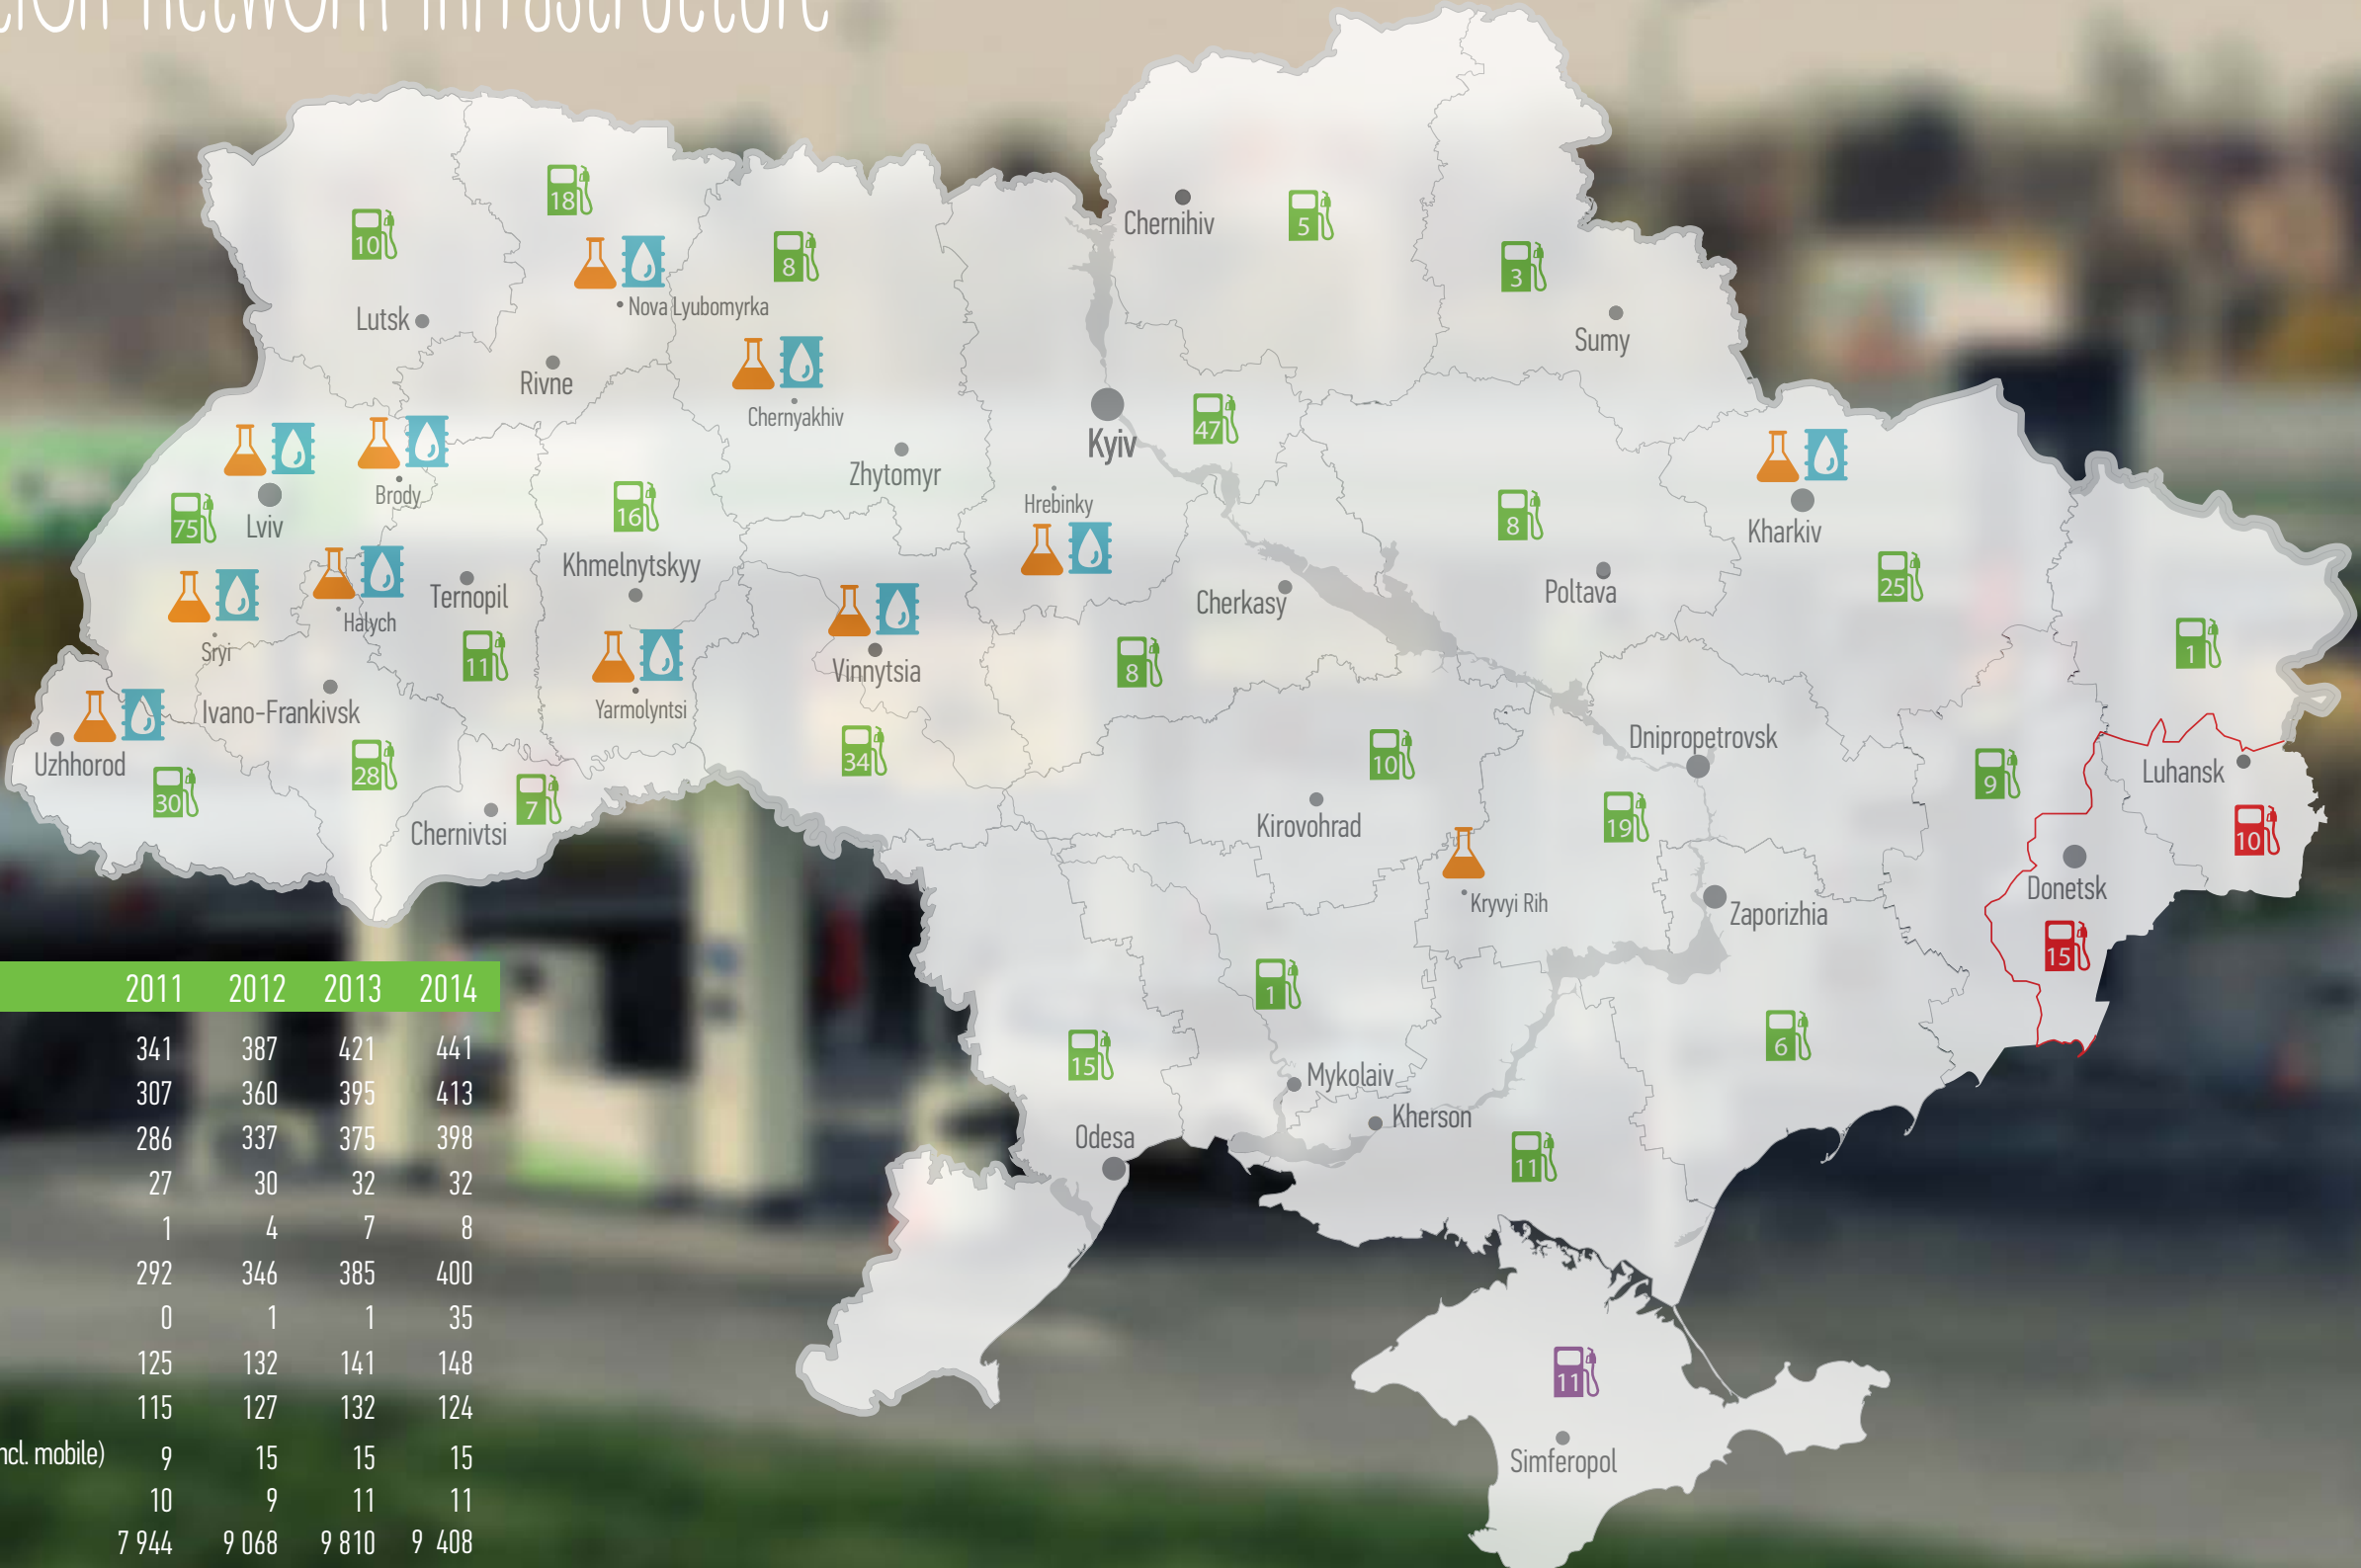 Network Infrastructure
18
10
Chernihiv
5
8
3
Nova Lyubomyrka
Lutsk
Sumy
Rivne
Chernyakhiv
47
Kyiv
Zhytomyr
Brody
Hrebinky
75
Lviv
16
8
Kharkiv
Khmelnytskyy
25
Ternopil
Cherkasy
Poltava
Halych
Sryi
11
Vinnytsia
8
1
Yarmolyntsi
Ivano-Frankivsk
Uzhhorod
28
34
10
Dnipropetrovsk
9
Luhansk
30
7
Chernivtsi
Kirovohrad
19
10
Donetsk
Kryvyi Rih
Zaporizhia
15
1
15
6
Mykolaiv
Kherson
Odesa
11
11
Simferopol
2011 2012 2013 2014
341 387 421 441
307 360 395 413
286 337 375 398
27 30 32 32
1 4 7 8
292 346 385 400
0 1 1 35
125 132 141 148
115 127 132 124
ncl. mobile) 9 15 15 15
10 9 11 11
7 944 9 068 9 810 9 408